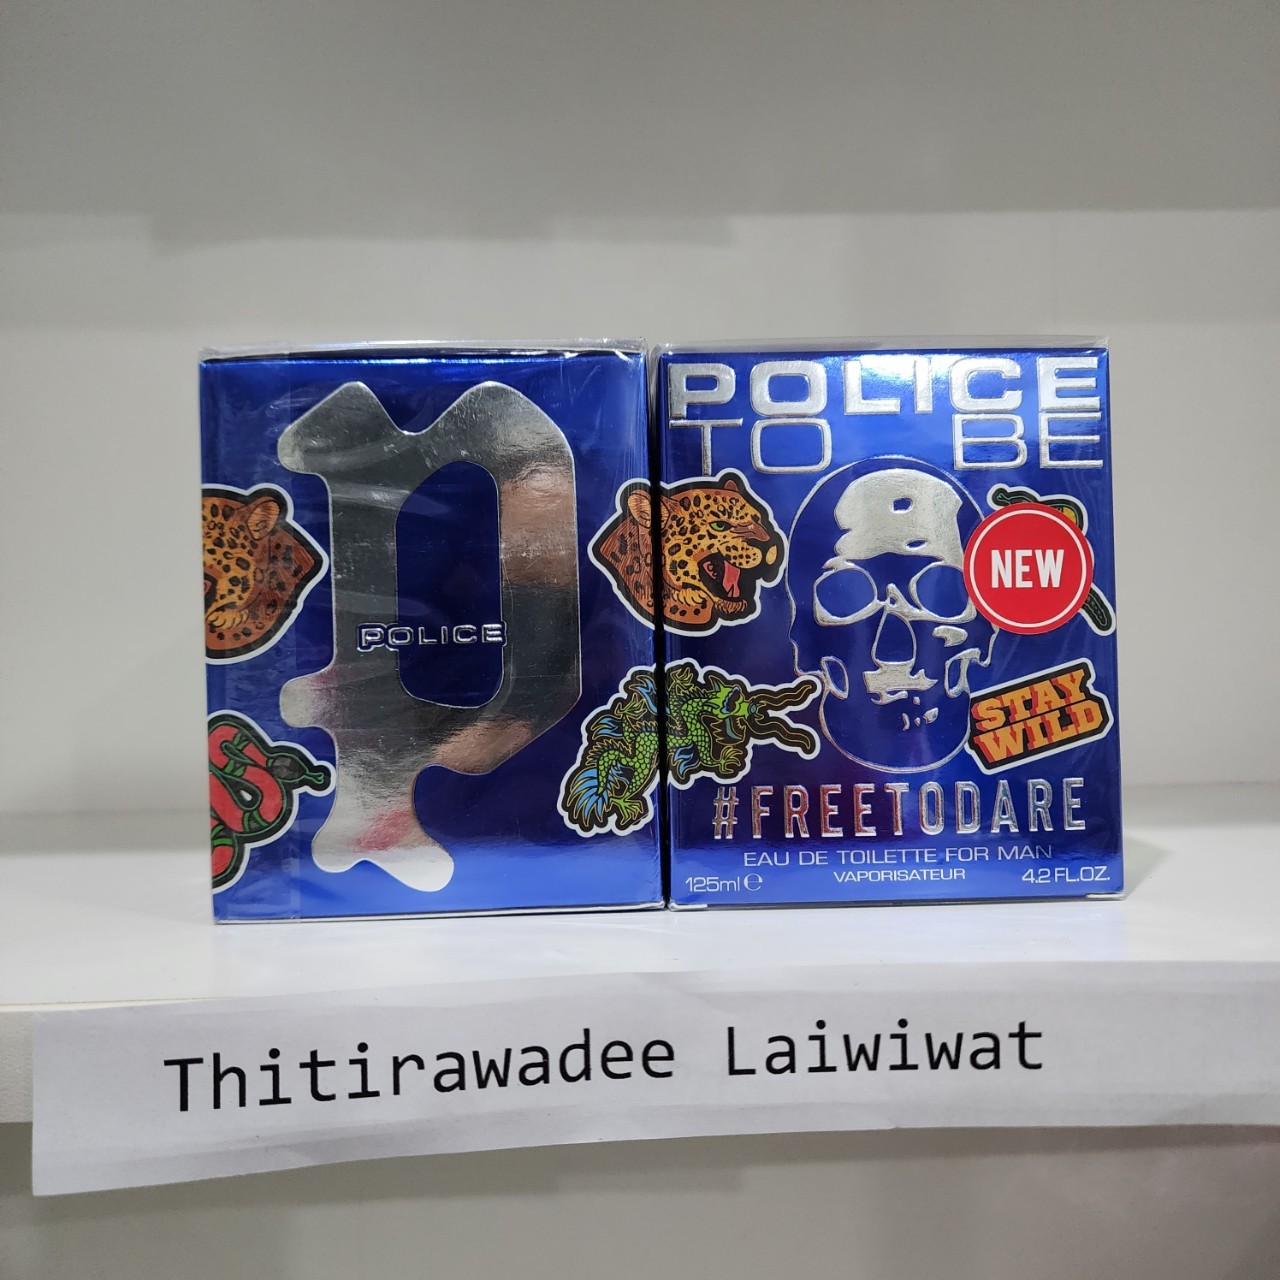 POLICE
POLICE
TO BE
NEW
STAY
WILD
#FREETODARE
EAU DE TOILETTE FOR MAN
125ml e VAPORISATEUR 4.2 FL.OZ.
Thitirawadee Laiwiwat